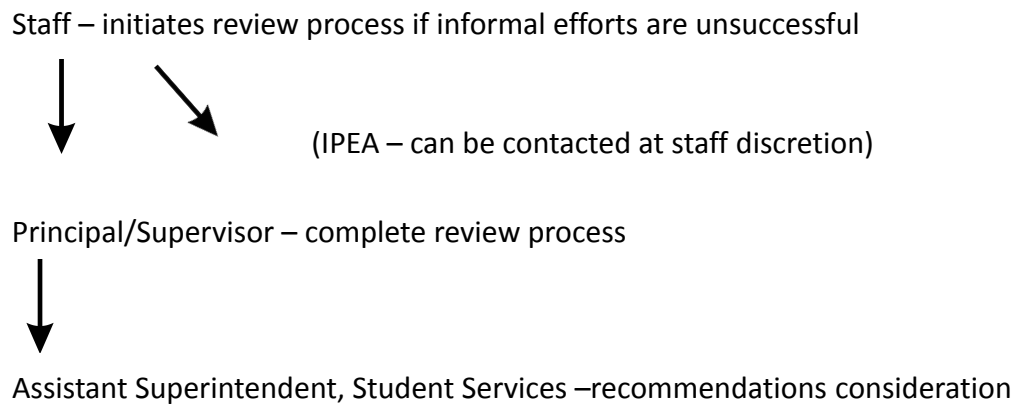 Staff – initiates review process if informal efforts are unsuccessful
(IPEA – can be contacted at staff discretion)
Principal/Supervisor – complete review process
Assistant Superintendent, Student Services –recommendations consideration